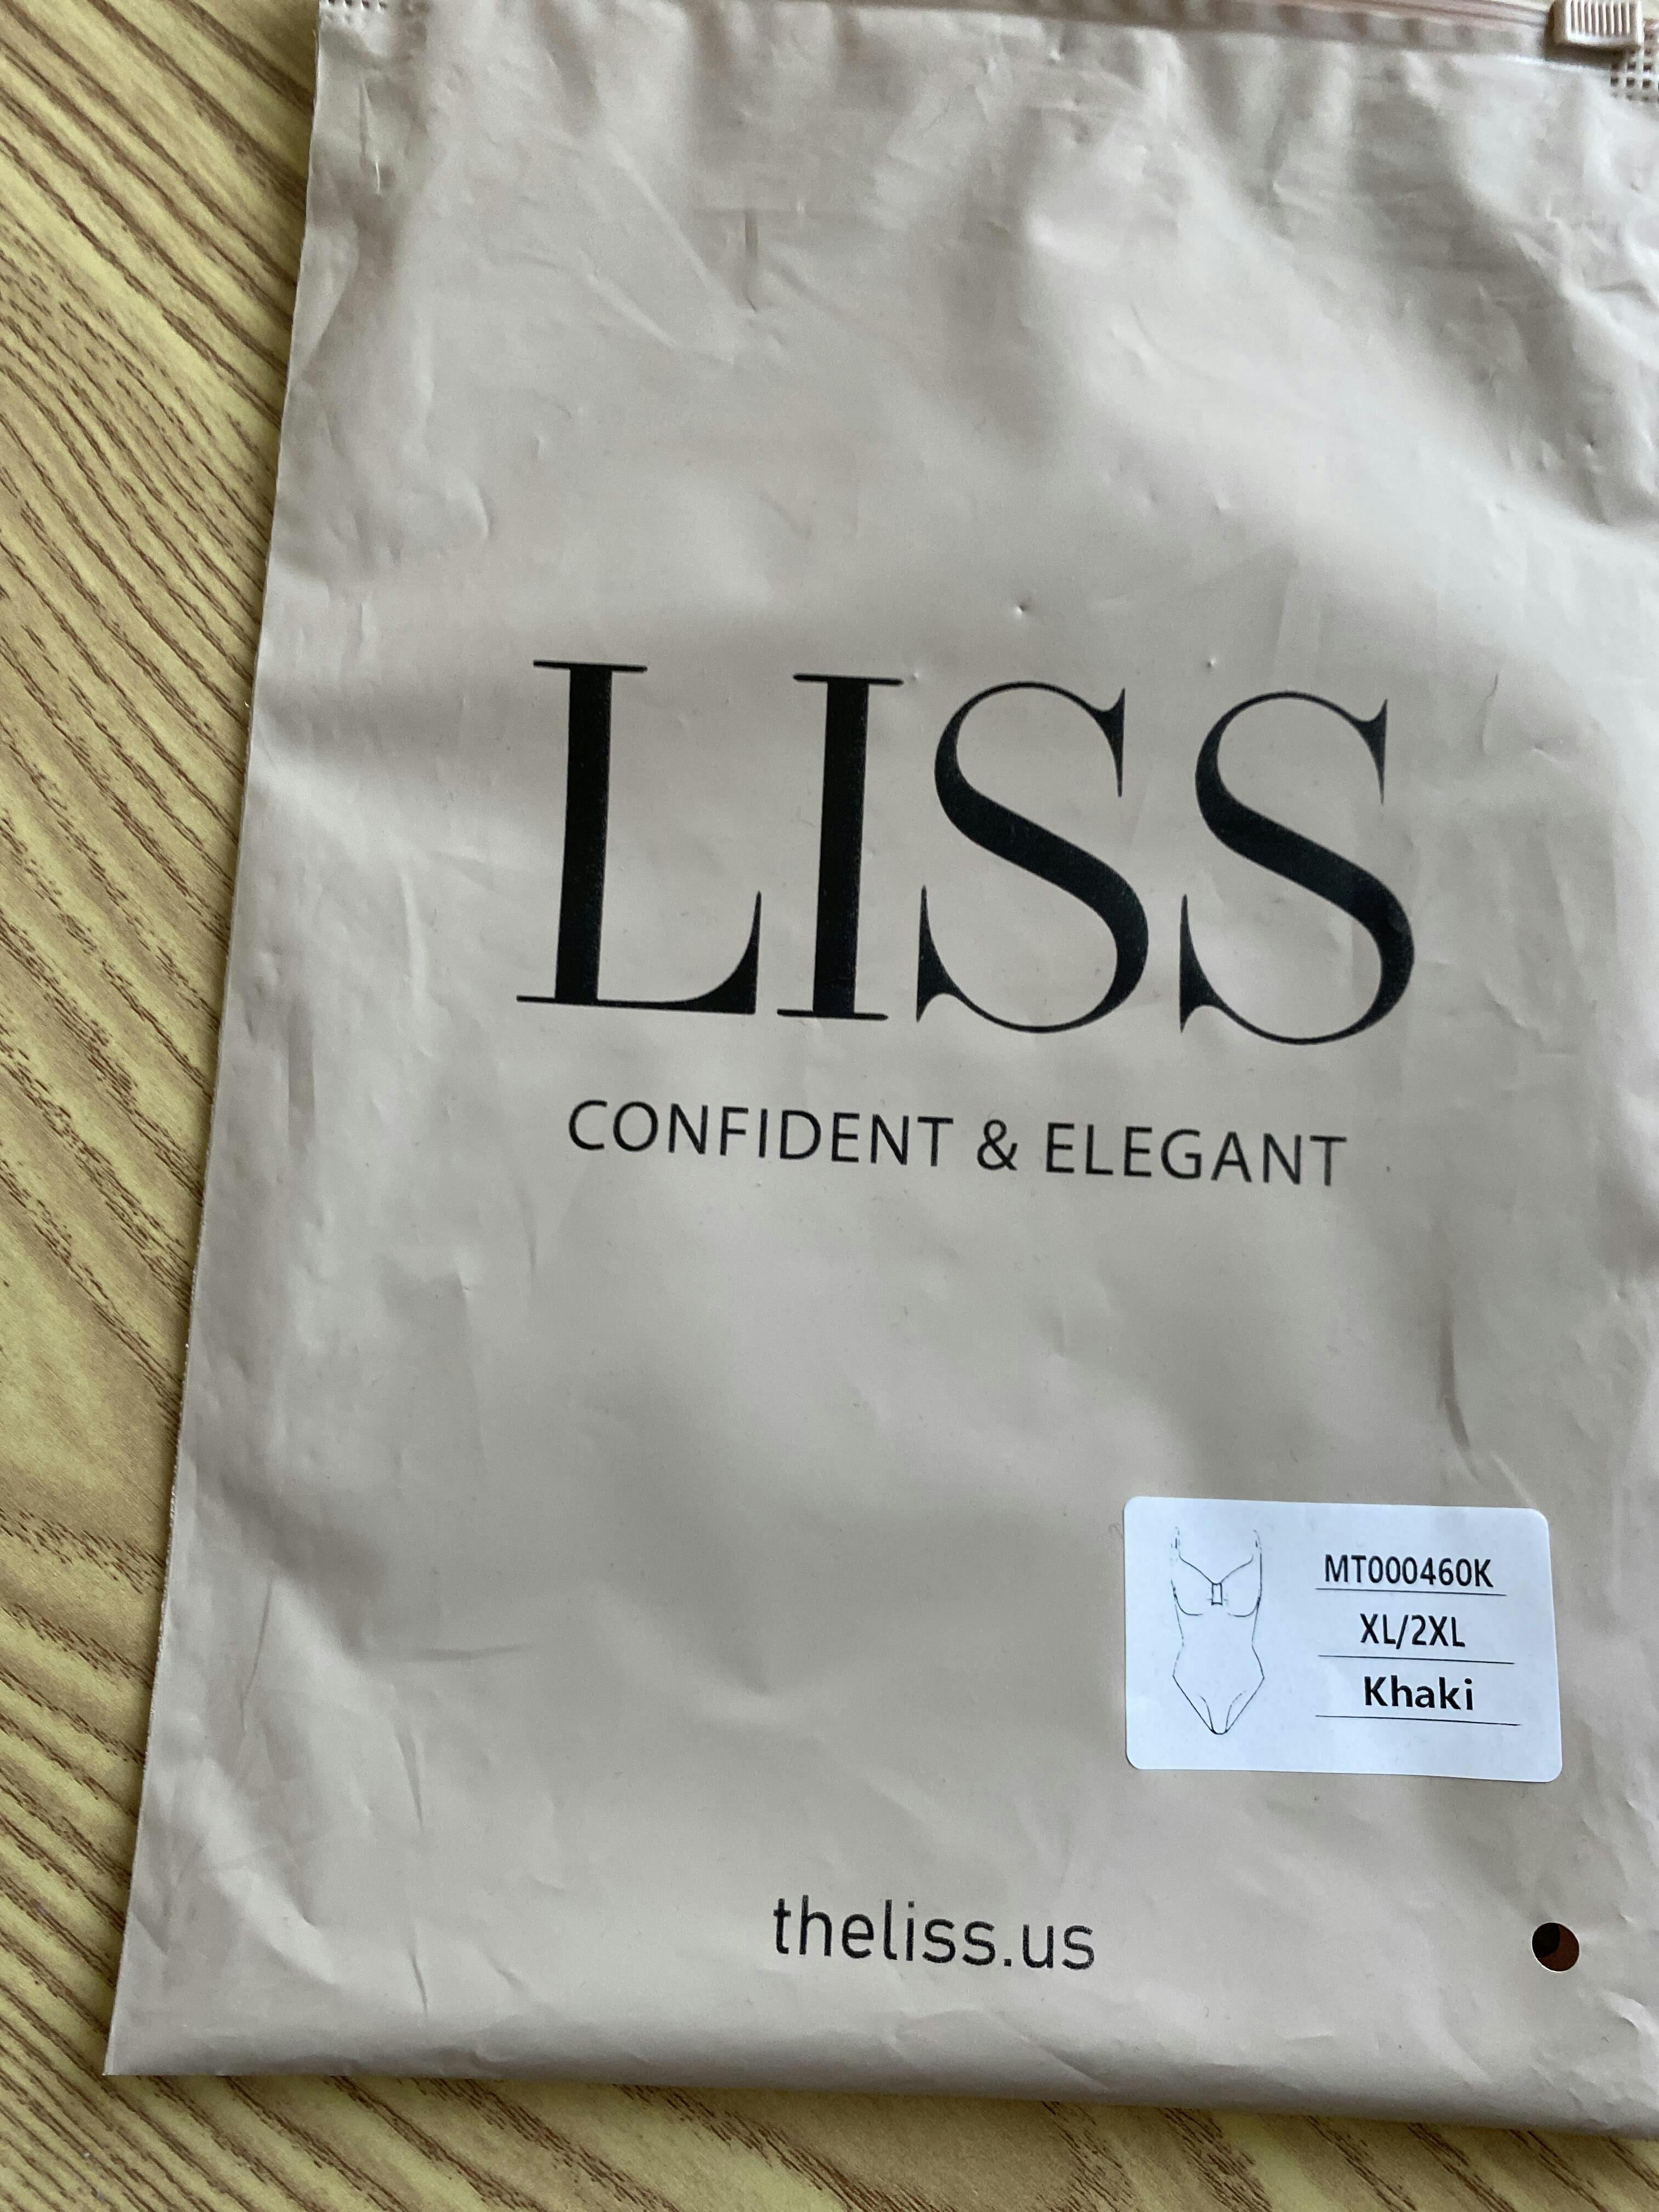 LISS
CONFIDENT & ELEGANT
MT000460K
XL/2XL
Khaki
theliss.us